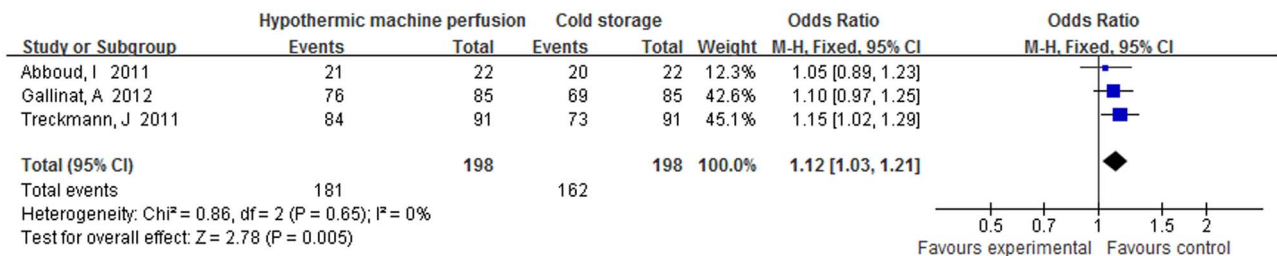 Hypothermic machine perfusion Cold storage Odds Ratio Odds Ratio
Study or Subgroup Events Total Events Total Weight M-H, Fixed, 95% CI M-H, Fixed, 95% CI
Abboud, I 2011 21 22 20 22 12.3% 1.05 [0.89, 1.23]
Gallinat, A 2012 76 85 69 85 42.6% 1.10 [0.97, 1.25]
Treckmann, J 2011 84 91 73 91 45.1% 1.15 [1.02, 1.29]
Total (95% CI) 198 198 100.0% 1.12 [1.03, 1.21]
Total events 181 162
Heterogeneity: Chi² = 0.86, df = 2 (P = 0.65); I² = 0%
Test for overall effect: Z = 2.78 (P = 0.005)
0.5 0.7 1 1.5 2
Favours experimental Favours control